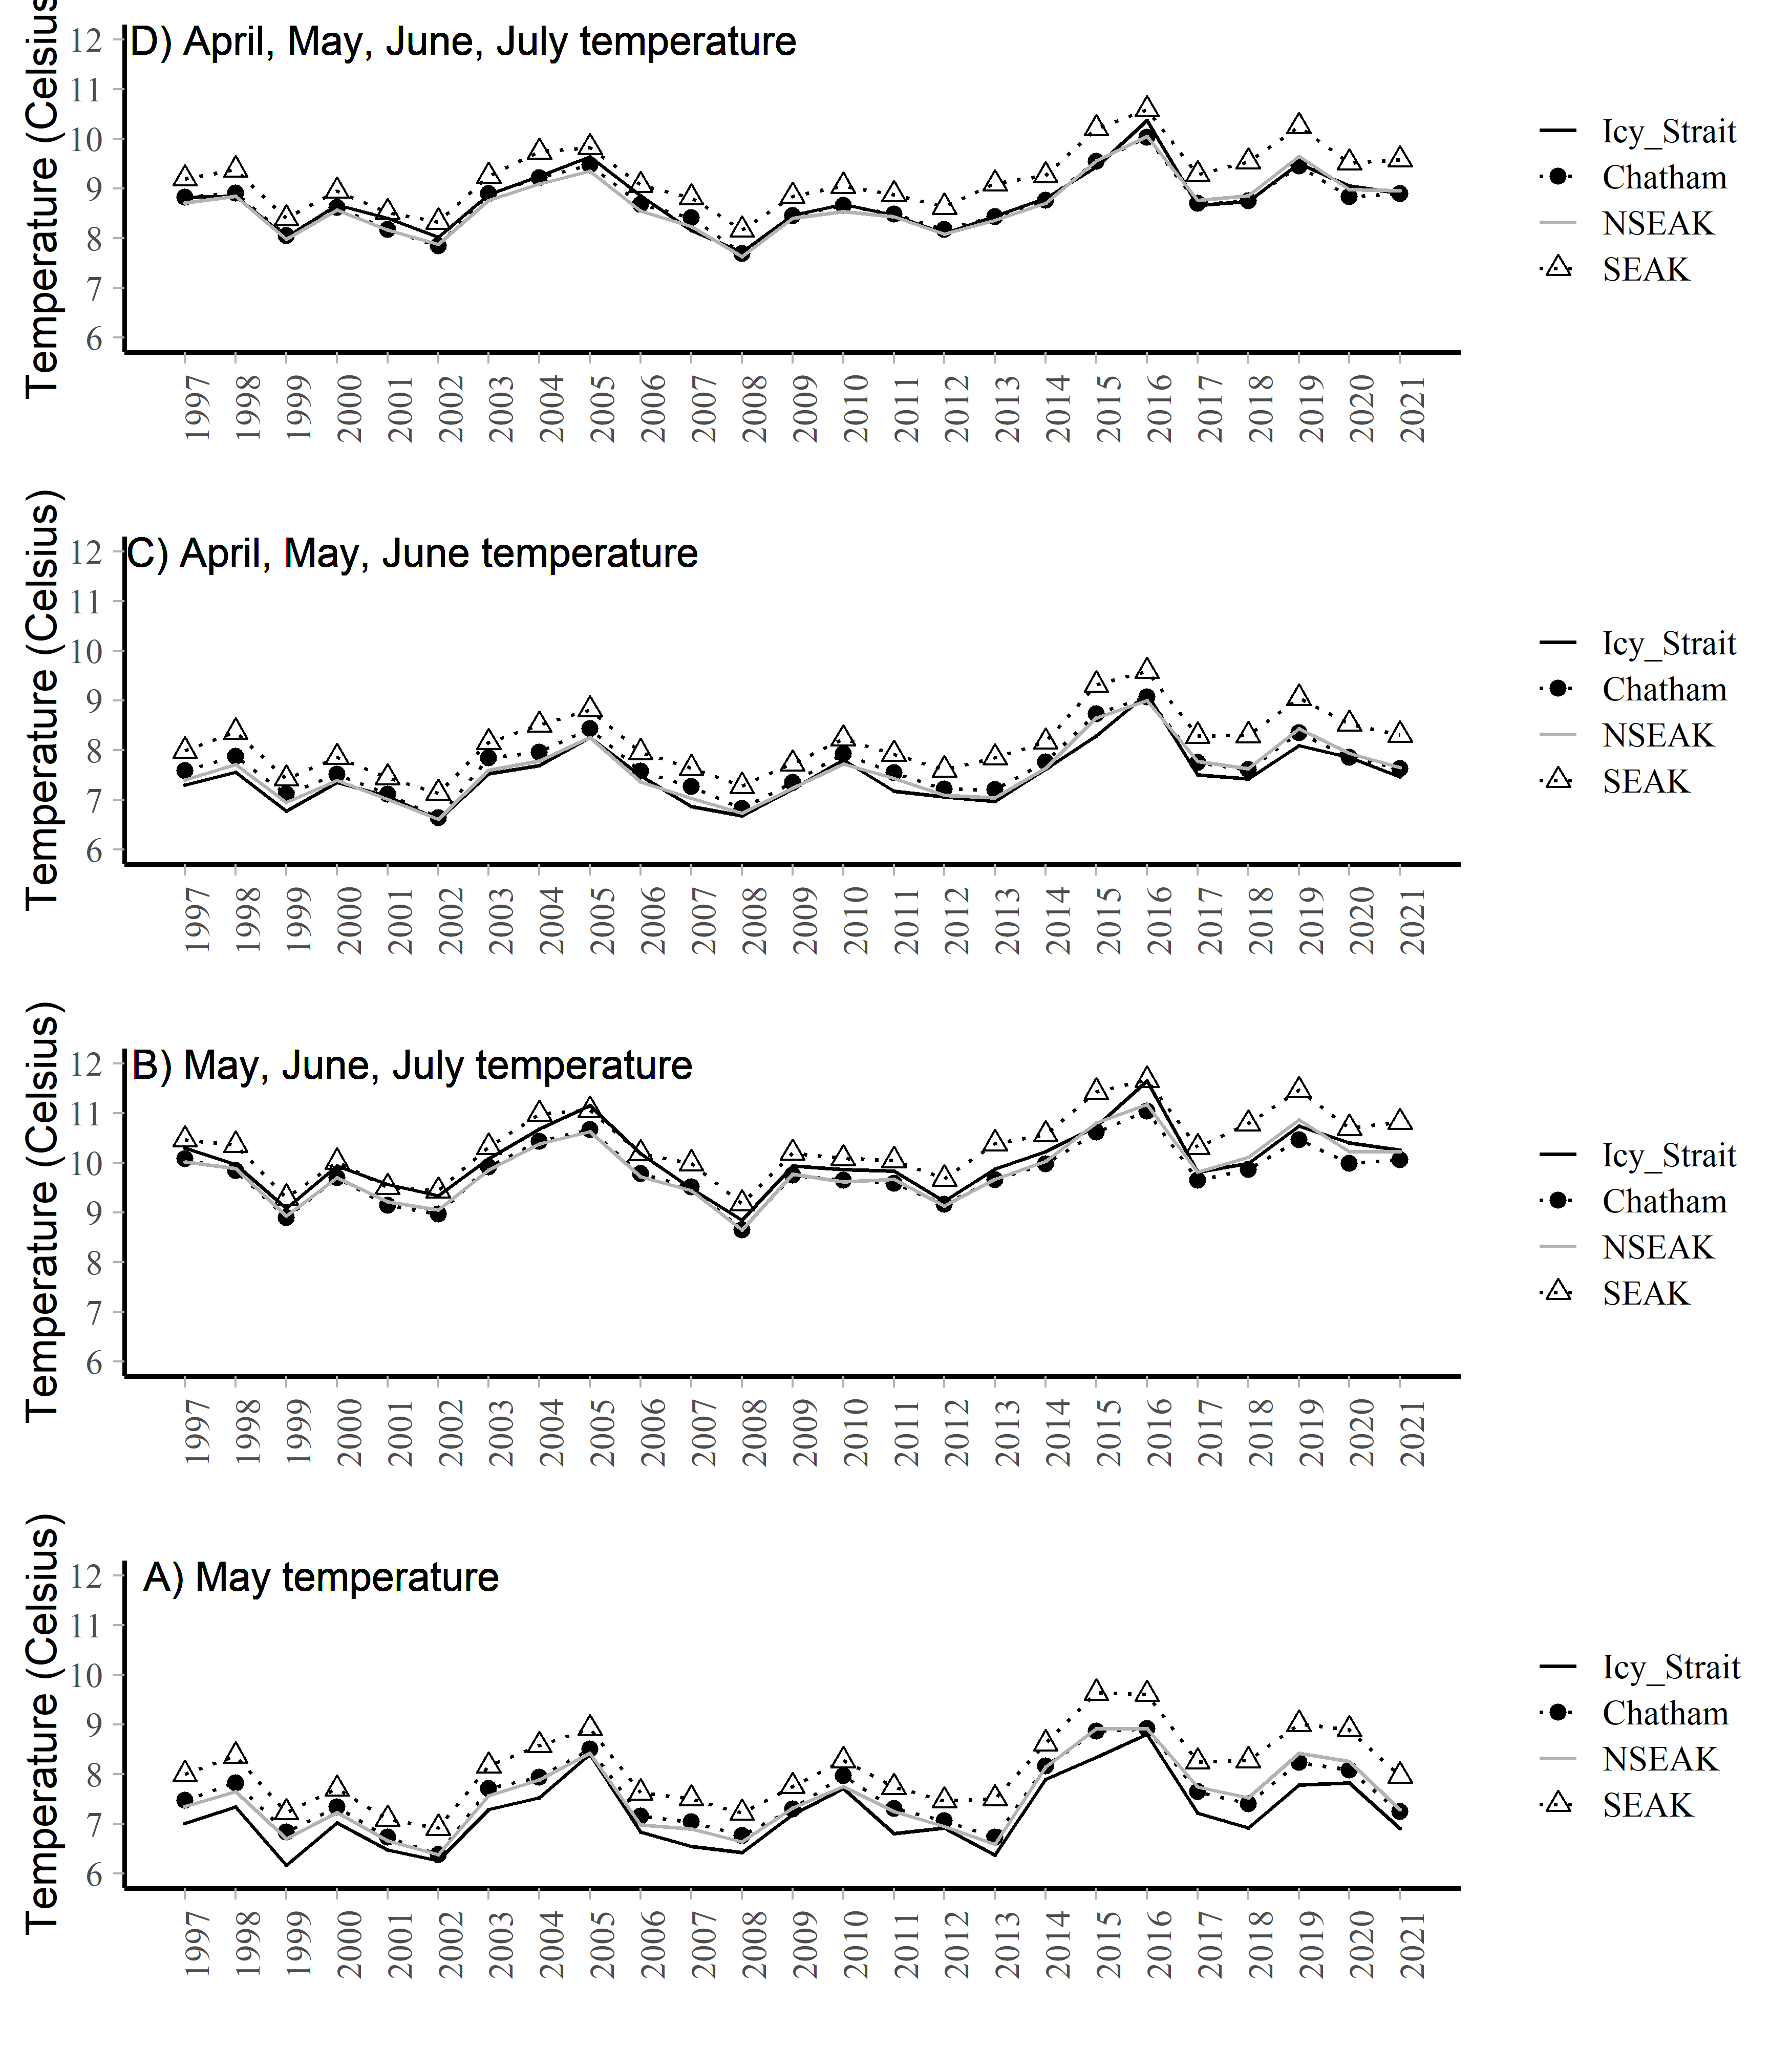 D) April, May, June, July temperature
Temperature (Celsius
12
11
10
9
8
7
6
1997 1998 1999 2000 2001 2002 2003 2004 2005 2006 2007 2008 2009 2010 2011 2012 2013 2014 2015 2016 2017 2018 2019 2020 2021
Icy_Strait
Chatham
NSEAK
SEAK
C) April, May, June temperature
Temperature (Celsius)
12
11
10
9
8
7
6
1997 1998 1999 2000 2001 2002 2003 2004 2005 2006 2007 2008 2009 2010 2011 2012 2013 2014 2015 2016 2017 2018 2019 2020 2021
Icy_Strait
Chatham
NSEAK
SEAK
B) May, June, July temperature
Temperature (Celsius)
12
11
10
9
8
7
6
1997 1998 1999 2000 2001 2002 2003 2004 2005 2006 2007 2008 2009 2010 2011 2012 2013 2014 2015 2016 2017 2018 2019 2020 2021
Icy_Strait
Chatham
NSEAK
SEAK
A) May temperature
Temperature (Celsius)
12
11
10
9
8
7
6
1997 1998 1999 2000 2001 2002 2003 2004 2005 2006 2007 2008 2009 2010 2011 2012 2013 2014 2015 2016 2017 2018 2019 2020 2021
Icy_Strait
Chatham
NSEAK
SEAK